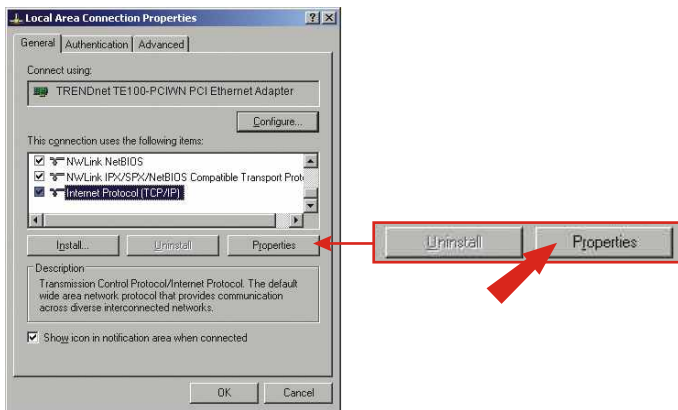 Local Area Connection Properties
General Authentication Advanced
Connect using:
TRENDnet TE100-PCIWN PCI Ethernet Adapter
Configure...
This connection uses the following items:
NWLink NetBIOS
NWLink IPX/SPX/NetBIOS Compatible Transport Prot
Internet Protocol (TCP/IP)
Install... Uninstall Properties
Uninstall Properties
Description
Transmission Control Protocol/Internet Protocol. The default
wide area network protocol that provides communication
across diverse interconnected networks.
Show icon in notification area when connected
OK Cancel